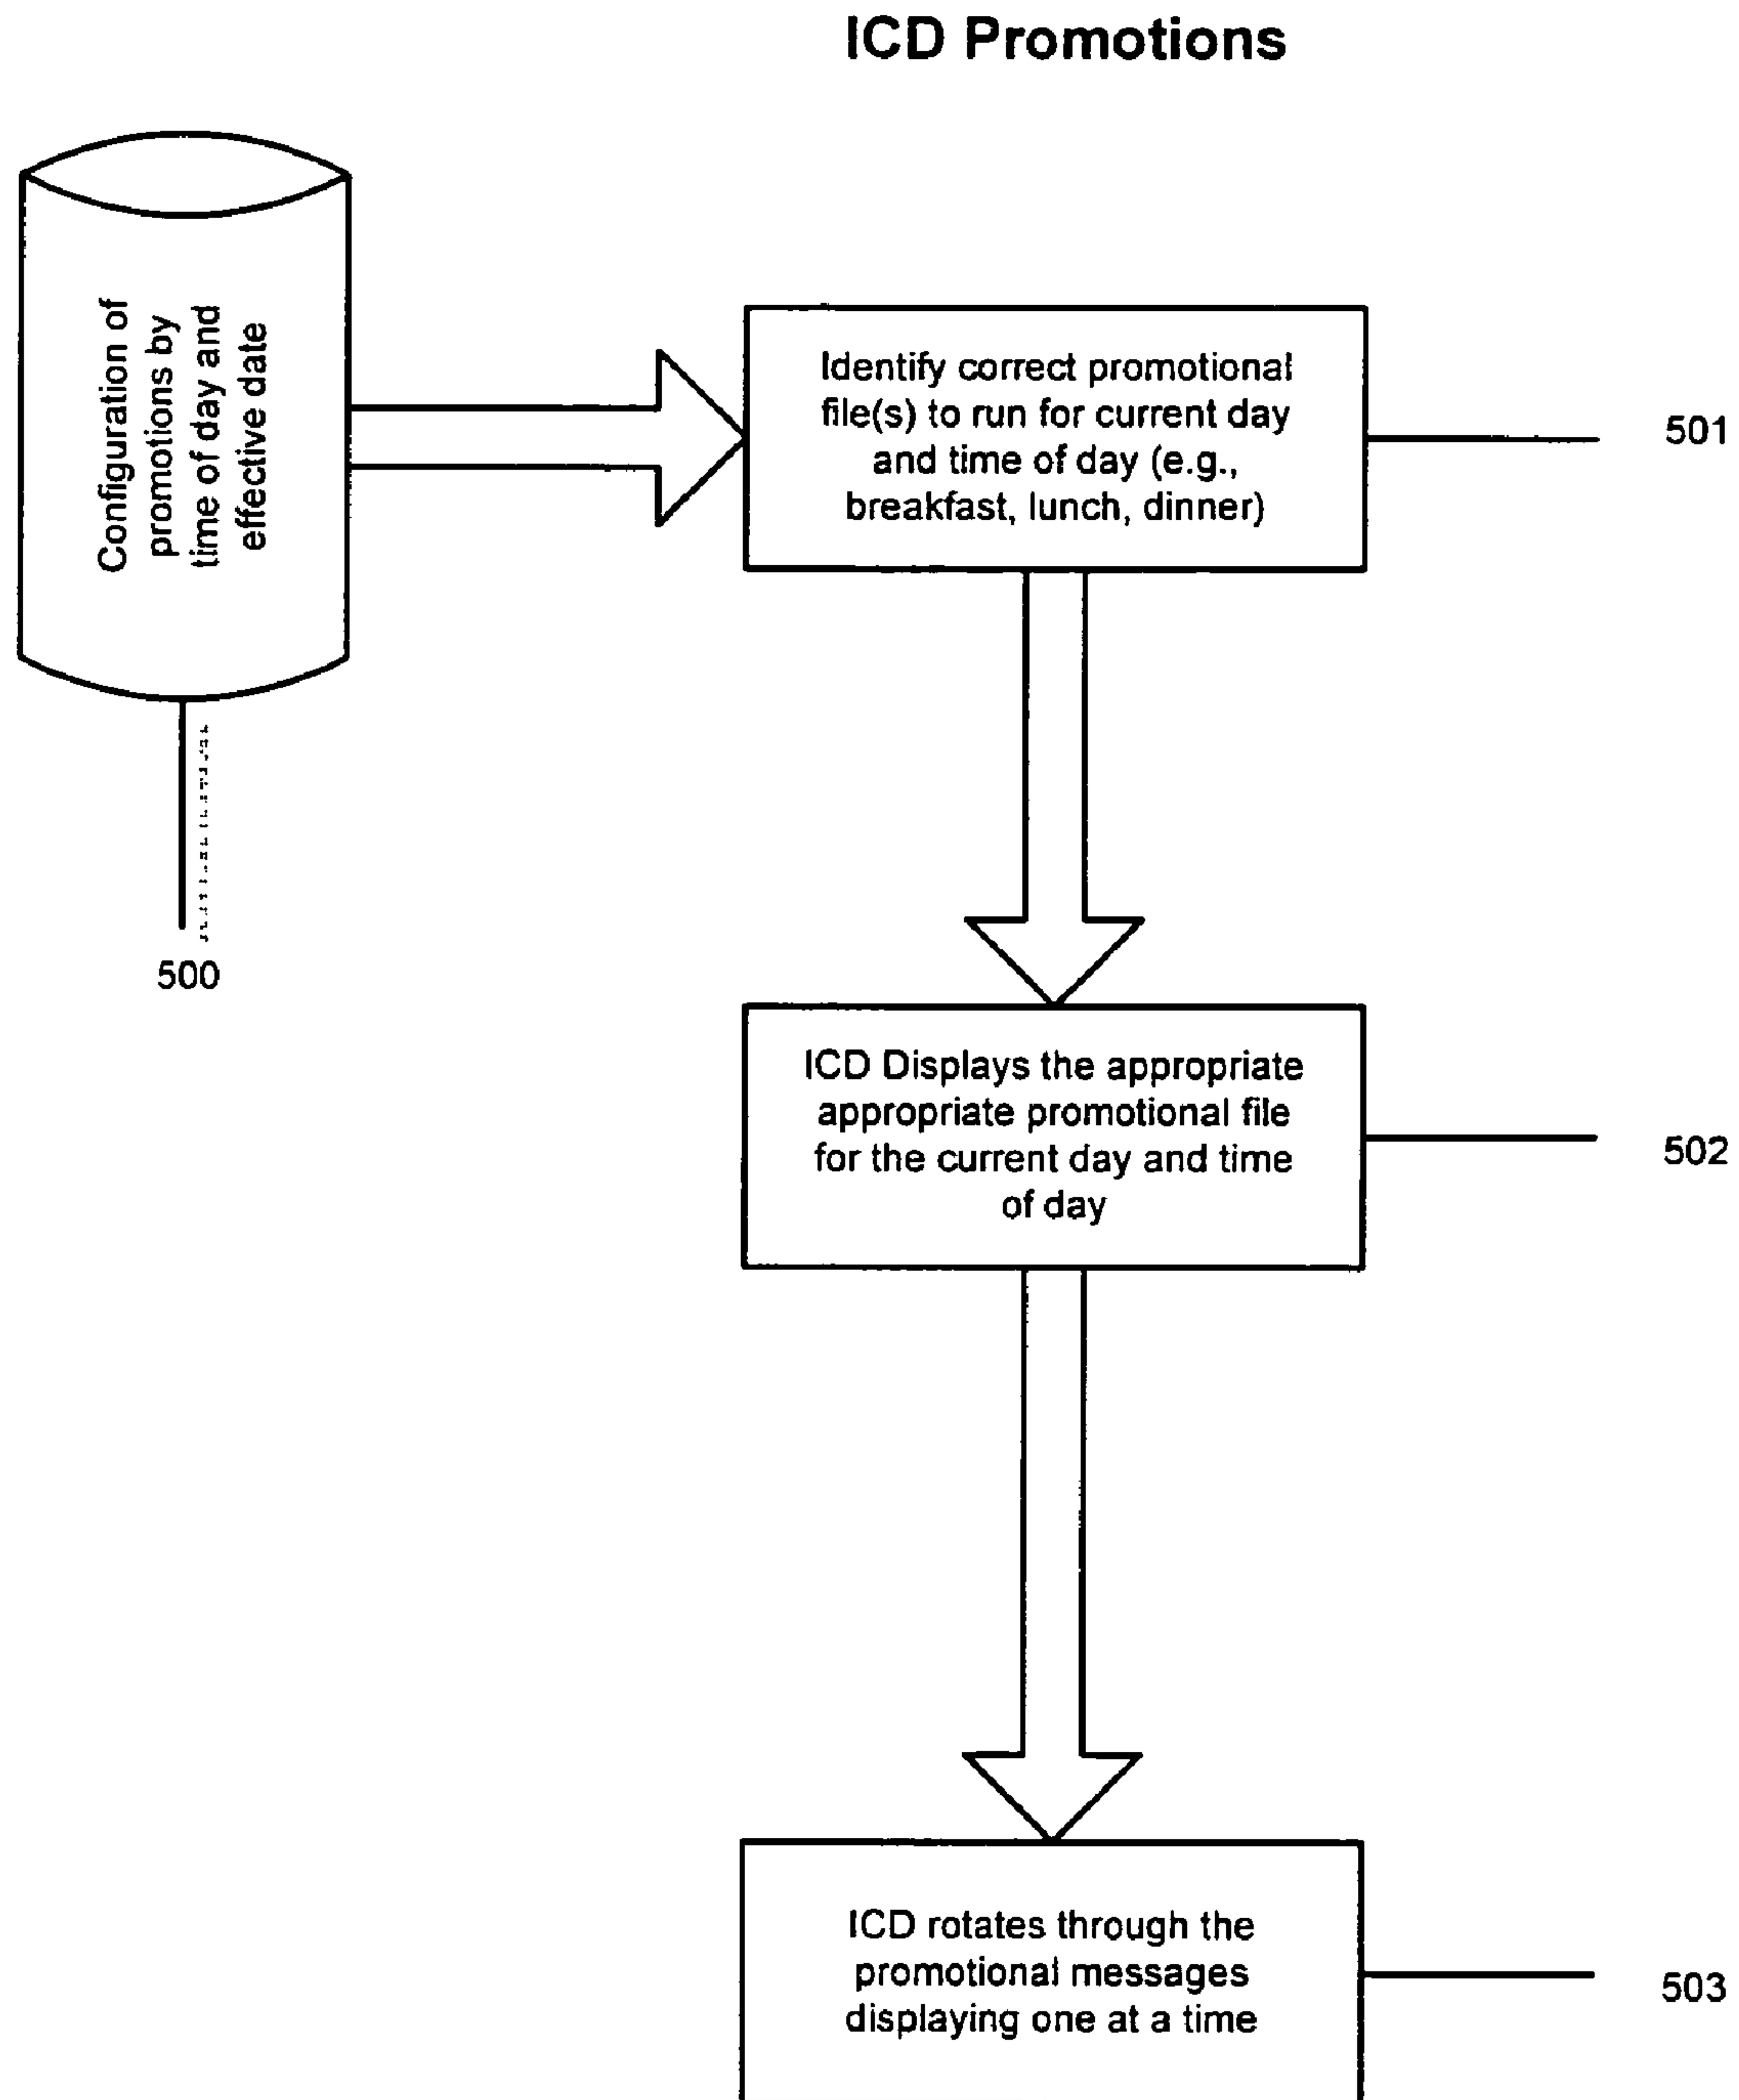 ICD Promotions
Configuration of
promotions by
time of day and
effective date
500
Identify correct promotional
file(s) to run for current day
and time of day (e.g.,
breakfast, lunch, dinner)
501
ICD Displays the appropriate
appropriate promotional file
for the current day and time
of day
502
ICD rotates through the
promotional messages
displaying one at a time
503